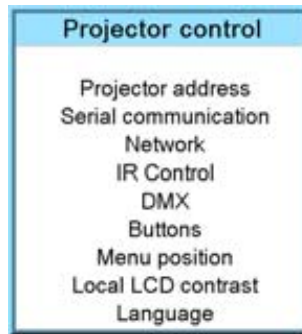 Projector control
Projector address
Serial communication
Network
IR Control
DMX
Buttons
Menu position
Local LCD contrast
Language